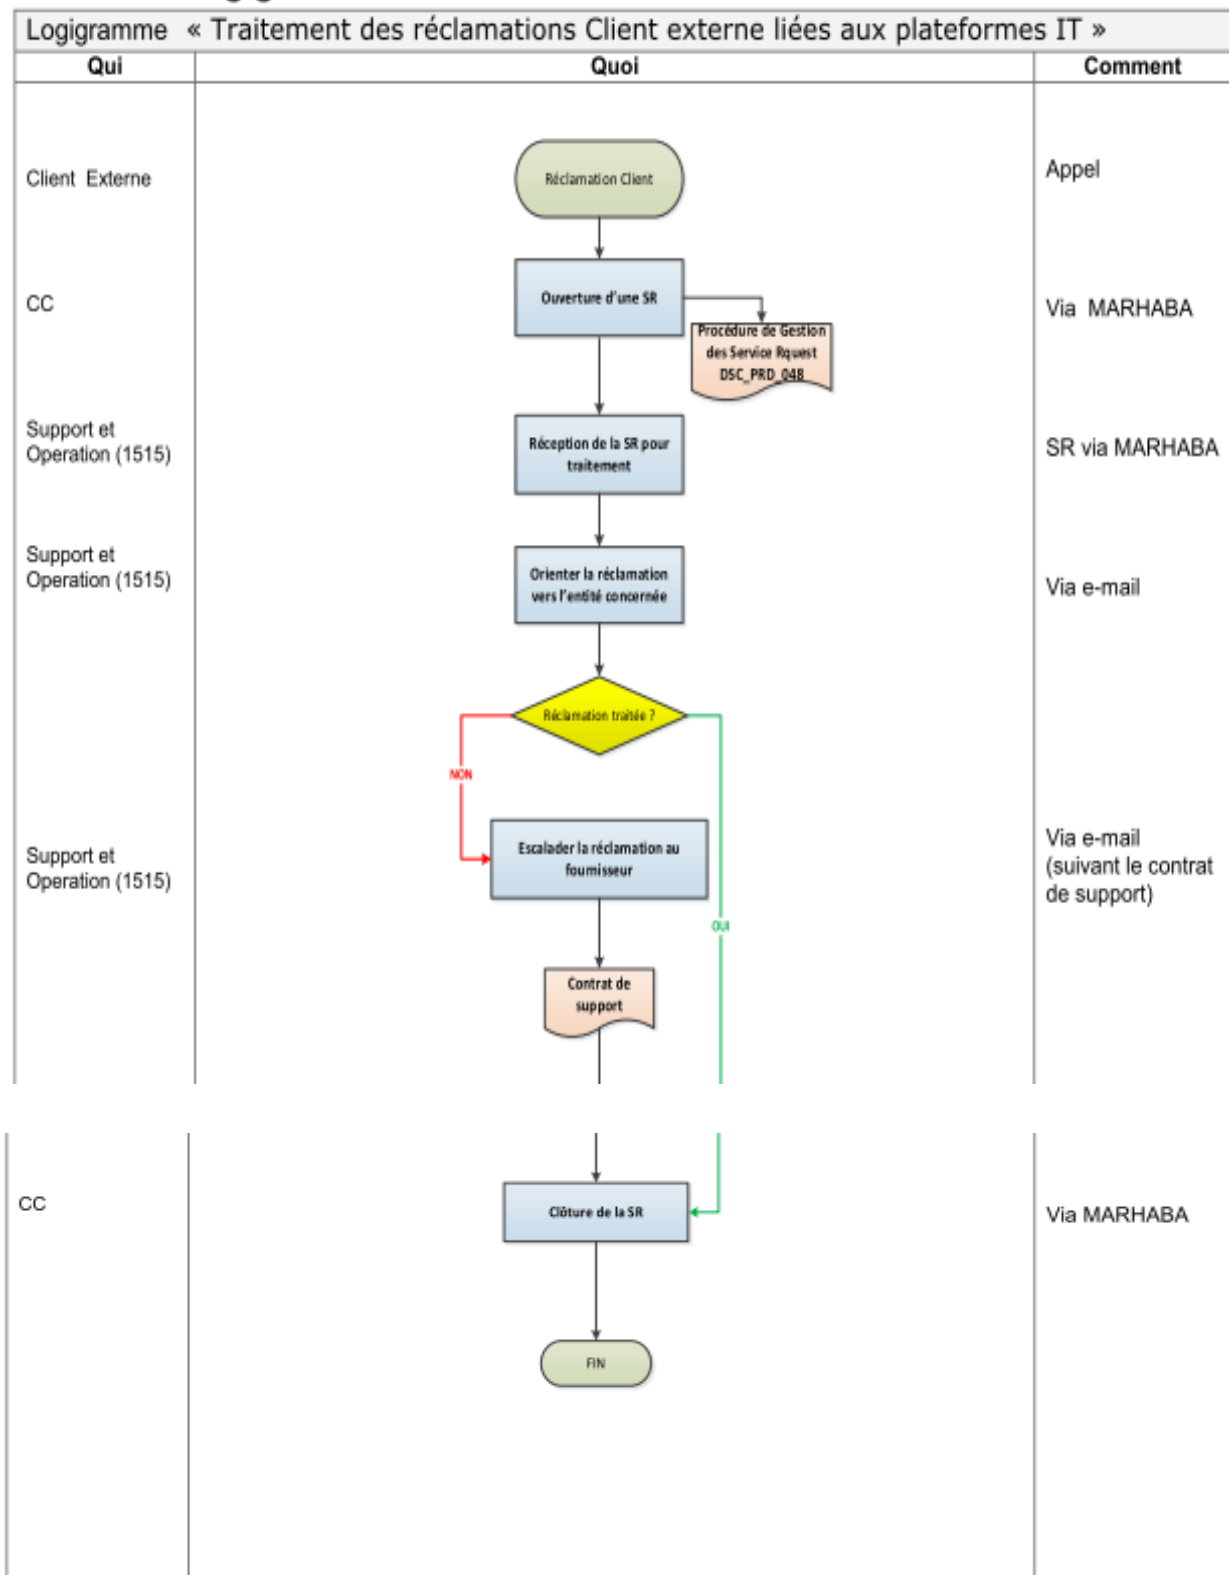 Logigramme « Traitement des réclamations Client externe liées aux plateformes IT »
Qui
Quoi
Comment
Client Externe
Réclamation Client
Appel
CC
Ouverture d'une SR
Via MARHABA
Procédure de Gestion
des Service Rquest
DSC_PRD_048
Support et
Operation (1515)
Réception de la SR pour
traitement
SR via MARHABA
Support et
Operation (1515)
Orienter la réclamation
vers l'entité concernée
Via e-mail
Réclamation traitée ?
NON
Support et
Operation (1515)
Escalader la réclamation au
fournisseur
Via e-mail
(suivant le contrat
de support)
OUI
Contrat de
support
CC
Clôture de la SR
Via MARHABA
FIN